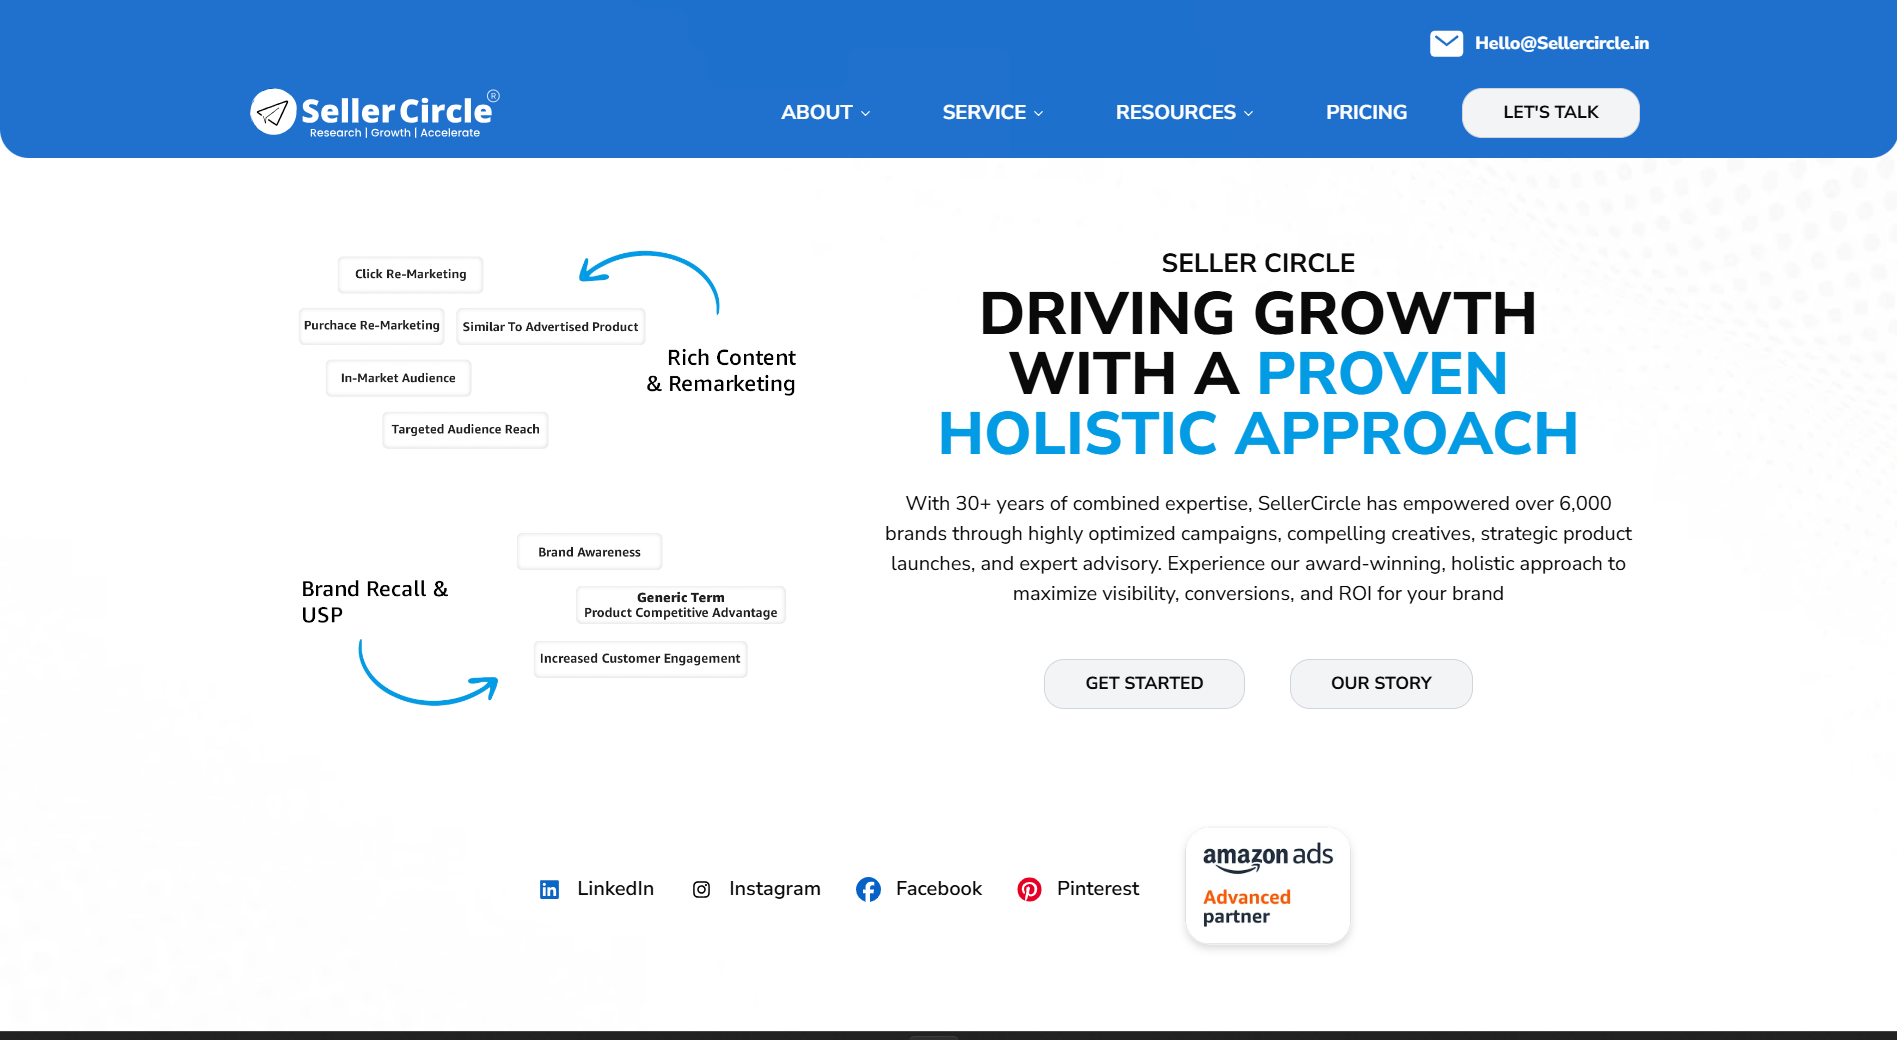 Hello@Sellercircle.in
SellerCircle®
Research | Growth | Accelerate
ABOUT
SERVICE
RESOURCES
PRICING
LET'S TALK
Click Re-Marketing
Purchace Re-Marketing
Similar To Advertised Product
In-Market Audience
Targeted Audience Reach
Rich Content
& Remarketing
Brand Awareness
Generic Term
Product Competitive Advantage
Increased Customer Engagement
Brand Recall &
USP
SELLER CIRCLE
DRIVING GROWTH
WITH A PROVEN
HOLISTIC APPROACH
With 30+ years of combined expertise, SellerCircle has empowered over 6,000
brands through highly optimized campaigns, compelling creatives, strategic product
launches, and expert advisory. Experience our award-winning, holistic approach to
maximize visibility, conversions, and ROI for your brand
GET STARTED
OUR STORY
LinkedIn
Instagram
Facebook
Pinterest
amazon ads
Advanced
partner